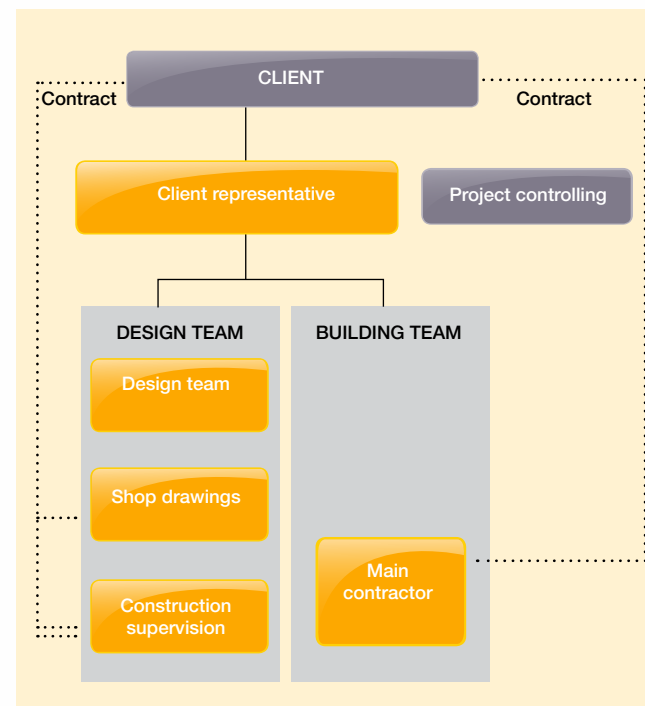 CLIENT
Contract
Contract
Client representative
Project controlling
DESIGN TEAM
BUILDING TEAM
Design team
Shop drawings
Main
contractor
Construction
supervision